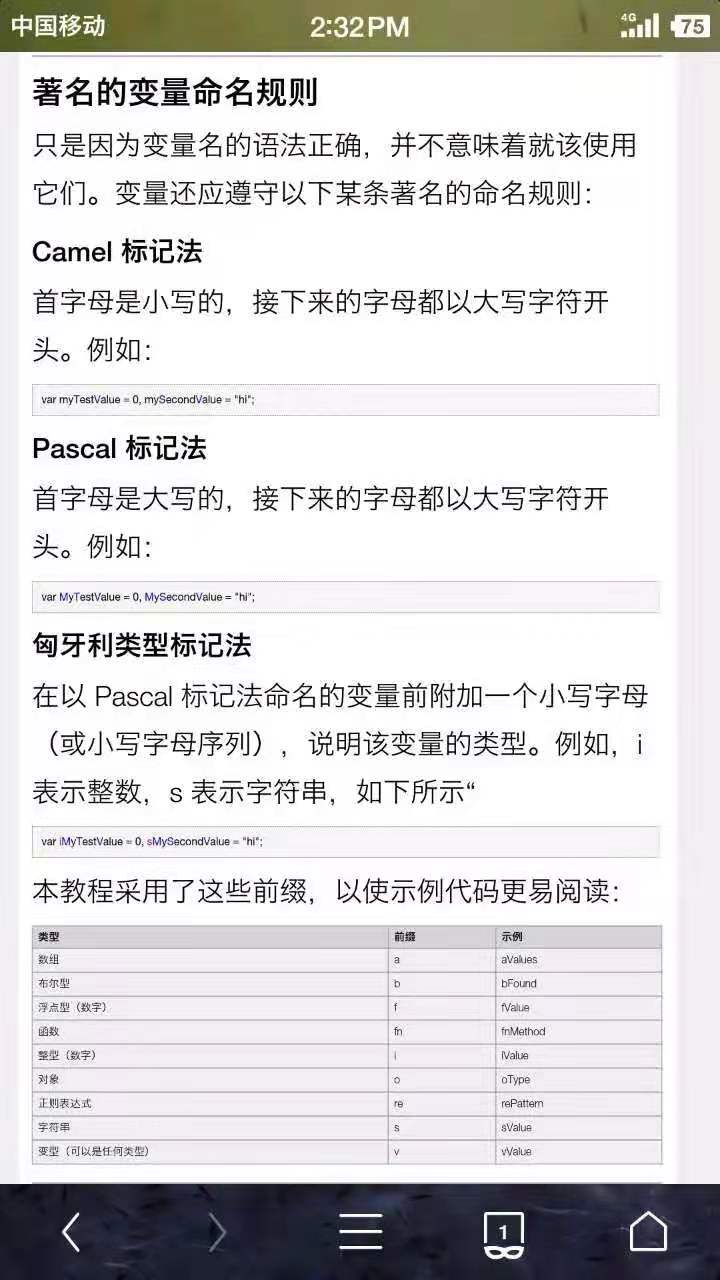 中国移动 2:32PM 4G 75
著名的变量命名规则
只是因为变量名的语法正确，并不意味着就该使用
它们。变量还应遵守以下某条著名的命名规则：
Camel 标记法
首字母是小写的，接下来的字母都以大写字符开
头。例如：
var myTestValue = 0, mySecondValue = "hi";
Pascal 标记法
首字母是大写的，接下来的字母都以大写字符开
头。例如：
var MyTestValue = 0, MySecondValue = "hi";
匈牙利类型标记法
在以 Pascal 标记法命名的变量前附加一个小写字母
（或小写字母序列），说明该变量的类型。例如，i
表示整数，s 表示字符串，如下所示“
var iMyTestValue = 0, sMySecondValue = "hi";
本教程采用了这些前缀，以使示例代码更易阅读：
类型 前缀 示例
数组 a aValues
布尔型 b bFound
浮点型（数字） f fValue
函数 fn fnMethod
整型（数字） i iValue
对象 o oType
正则表达式 re rePattern
字符串 s sValue
变型（可以是任何类型） v vValue
1